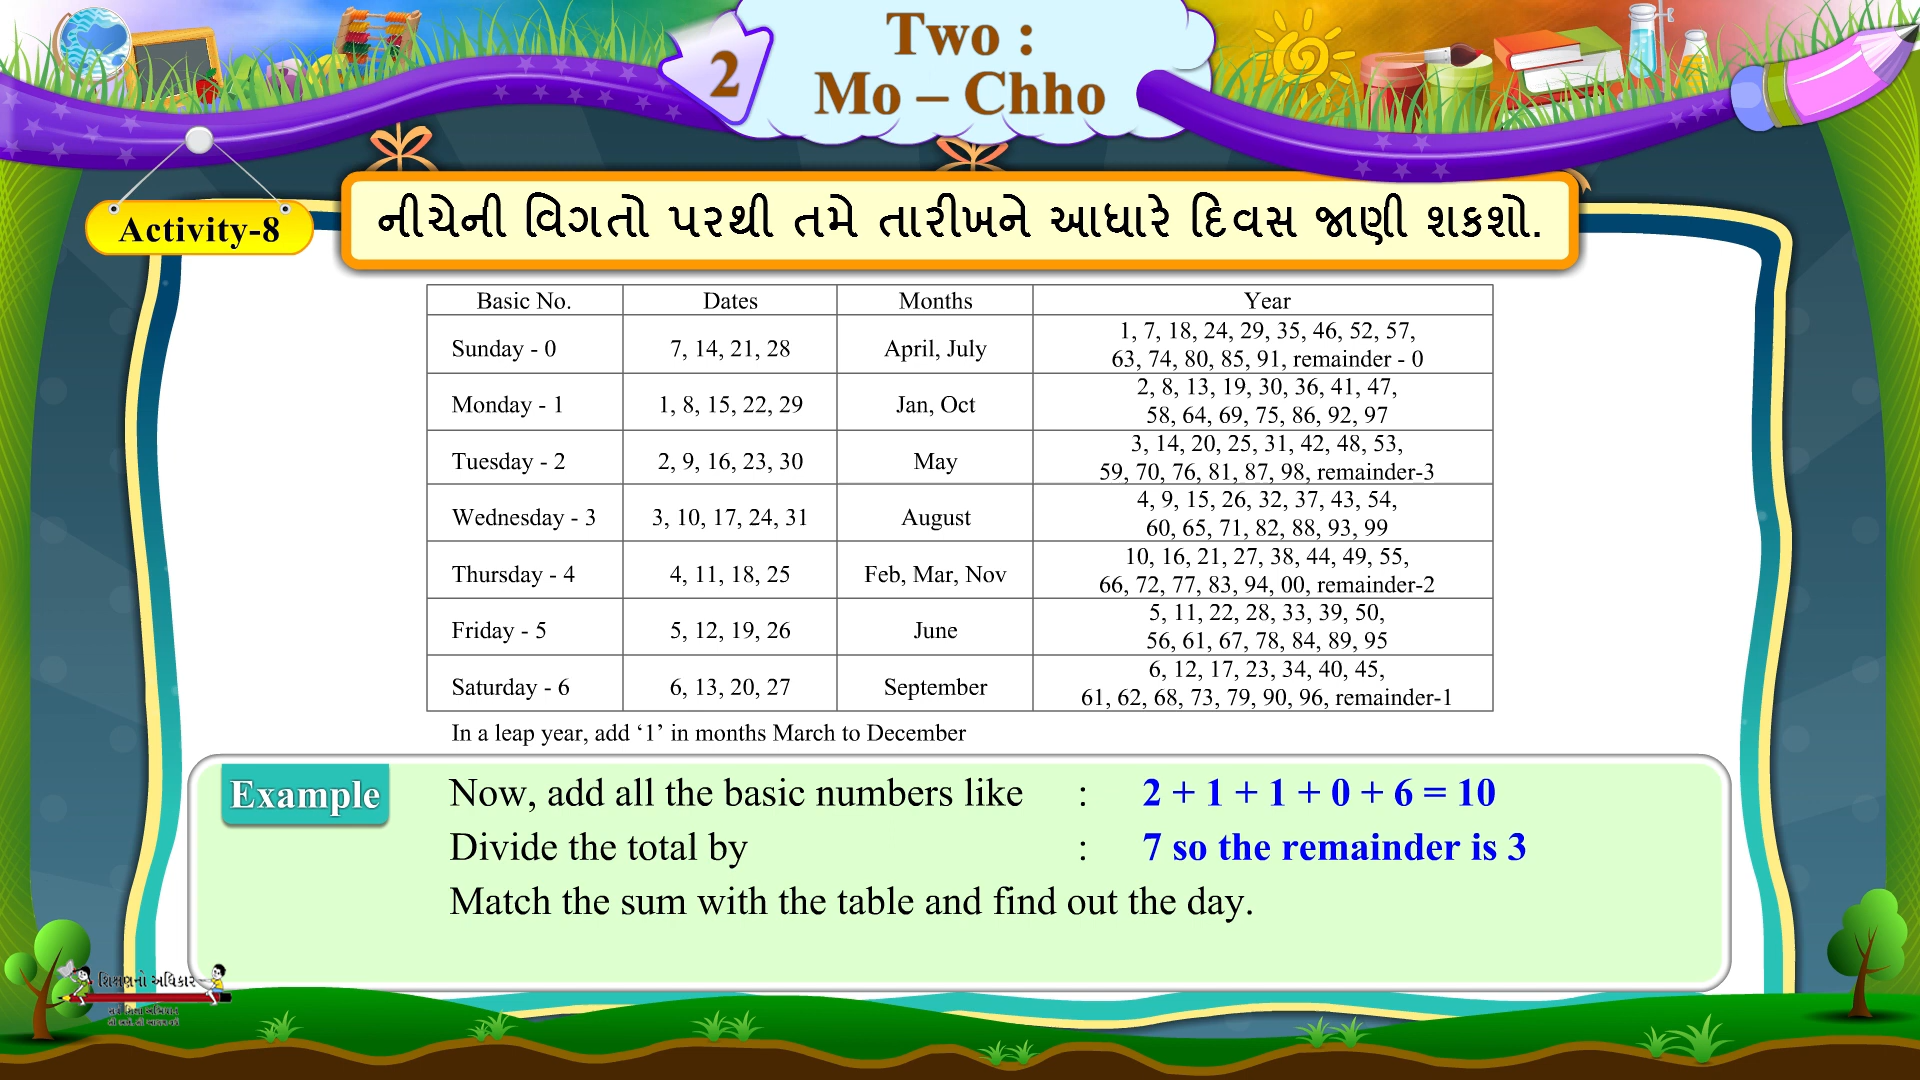 2
Two :
Mo – Chho
Activity-8
નીચેની વિગતો પરથી તમે તારીખને આધારે દિવસ જાણી શકશો.
Basic No. Dates Months Year
Sunday - 0 7, 14, 21, 28 April, July 1, 7, 18, 24, 29, 35, 46, 52, 57,
63, 74, 80, 85, 91, remainder - 0
Monday - 1 1, 8, 15, 22, 29 Jan, Oct 2, 8, 13, 19, 30, 36, 41, 47,
58, 64, 69, 75, 86, 92, 97
Tuesday - 2 2, 9, 16, 23, 30 May 3, 14, 20, 25, 31, 42, 48, 53,
59, 70, 76, 81, 87, 98, remainder-3
Wednesday - 3 3, 10, 17, 24, 31 August 4, 9, 15, 26, 32, 37, 43, 54,
60, 65, 71, 82, 88, 93, 99
Thursday - 4 4, 11, 18, 25 Feb, Mar, Nov 10, 16, 21, 27, 38, 44, 49, 55,
66, 72, 77, 83, 94, 00, remainder-2
Friday - 5 5, 12, 19, 26 June 5, 11, 22, 28, 33, 39, 50,
56, 61, 67, 78, 84, 89, 95
Saturday - 6 6, 13, 20, 27 September 6, 12, 17, 23, 34, 40, 45,
61, 62, 68, 73, 79, 90, 96, remainder-1
In a leap year, add ‘1’ in months March to December
Example
Now, add all the basic numbers like : 2 + 1 + 1 + 0 + 6 = 10
Divide the total by : 7 so the remainder is 3
Match the sum with the table and find out the day.
શિક્ષણનો અધિકાર